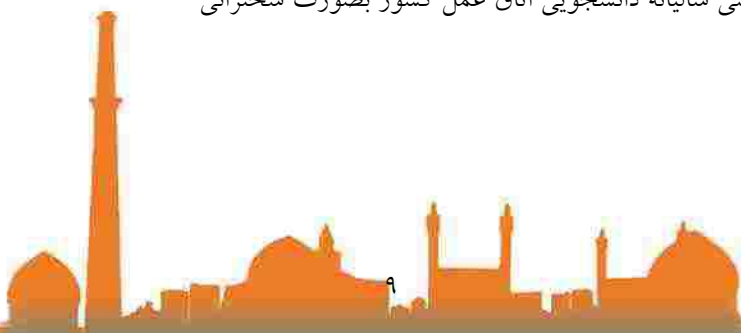 سالیانه دانشجویی اتاق عمل کشور بصورت سخنرانی
۹